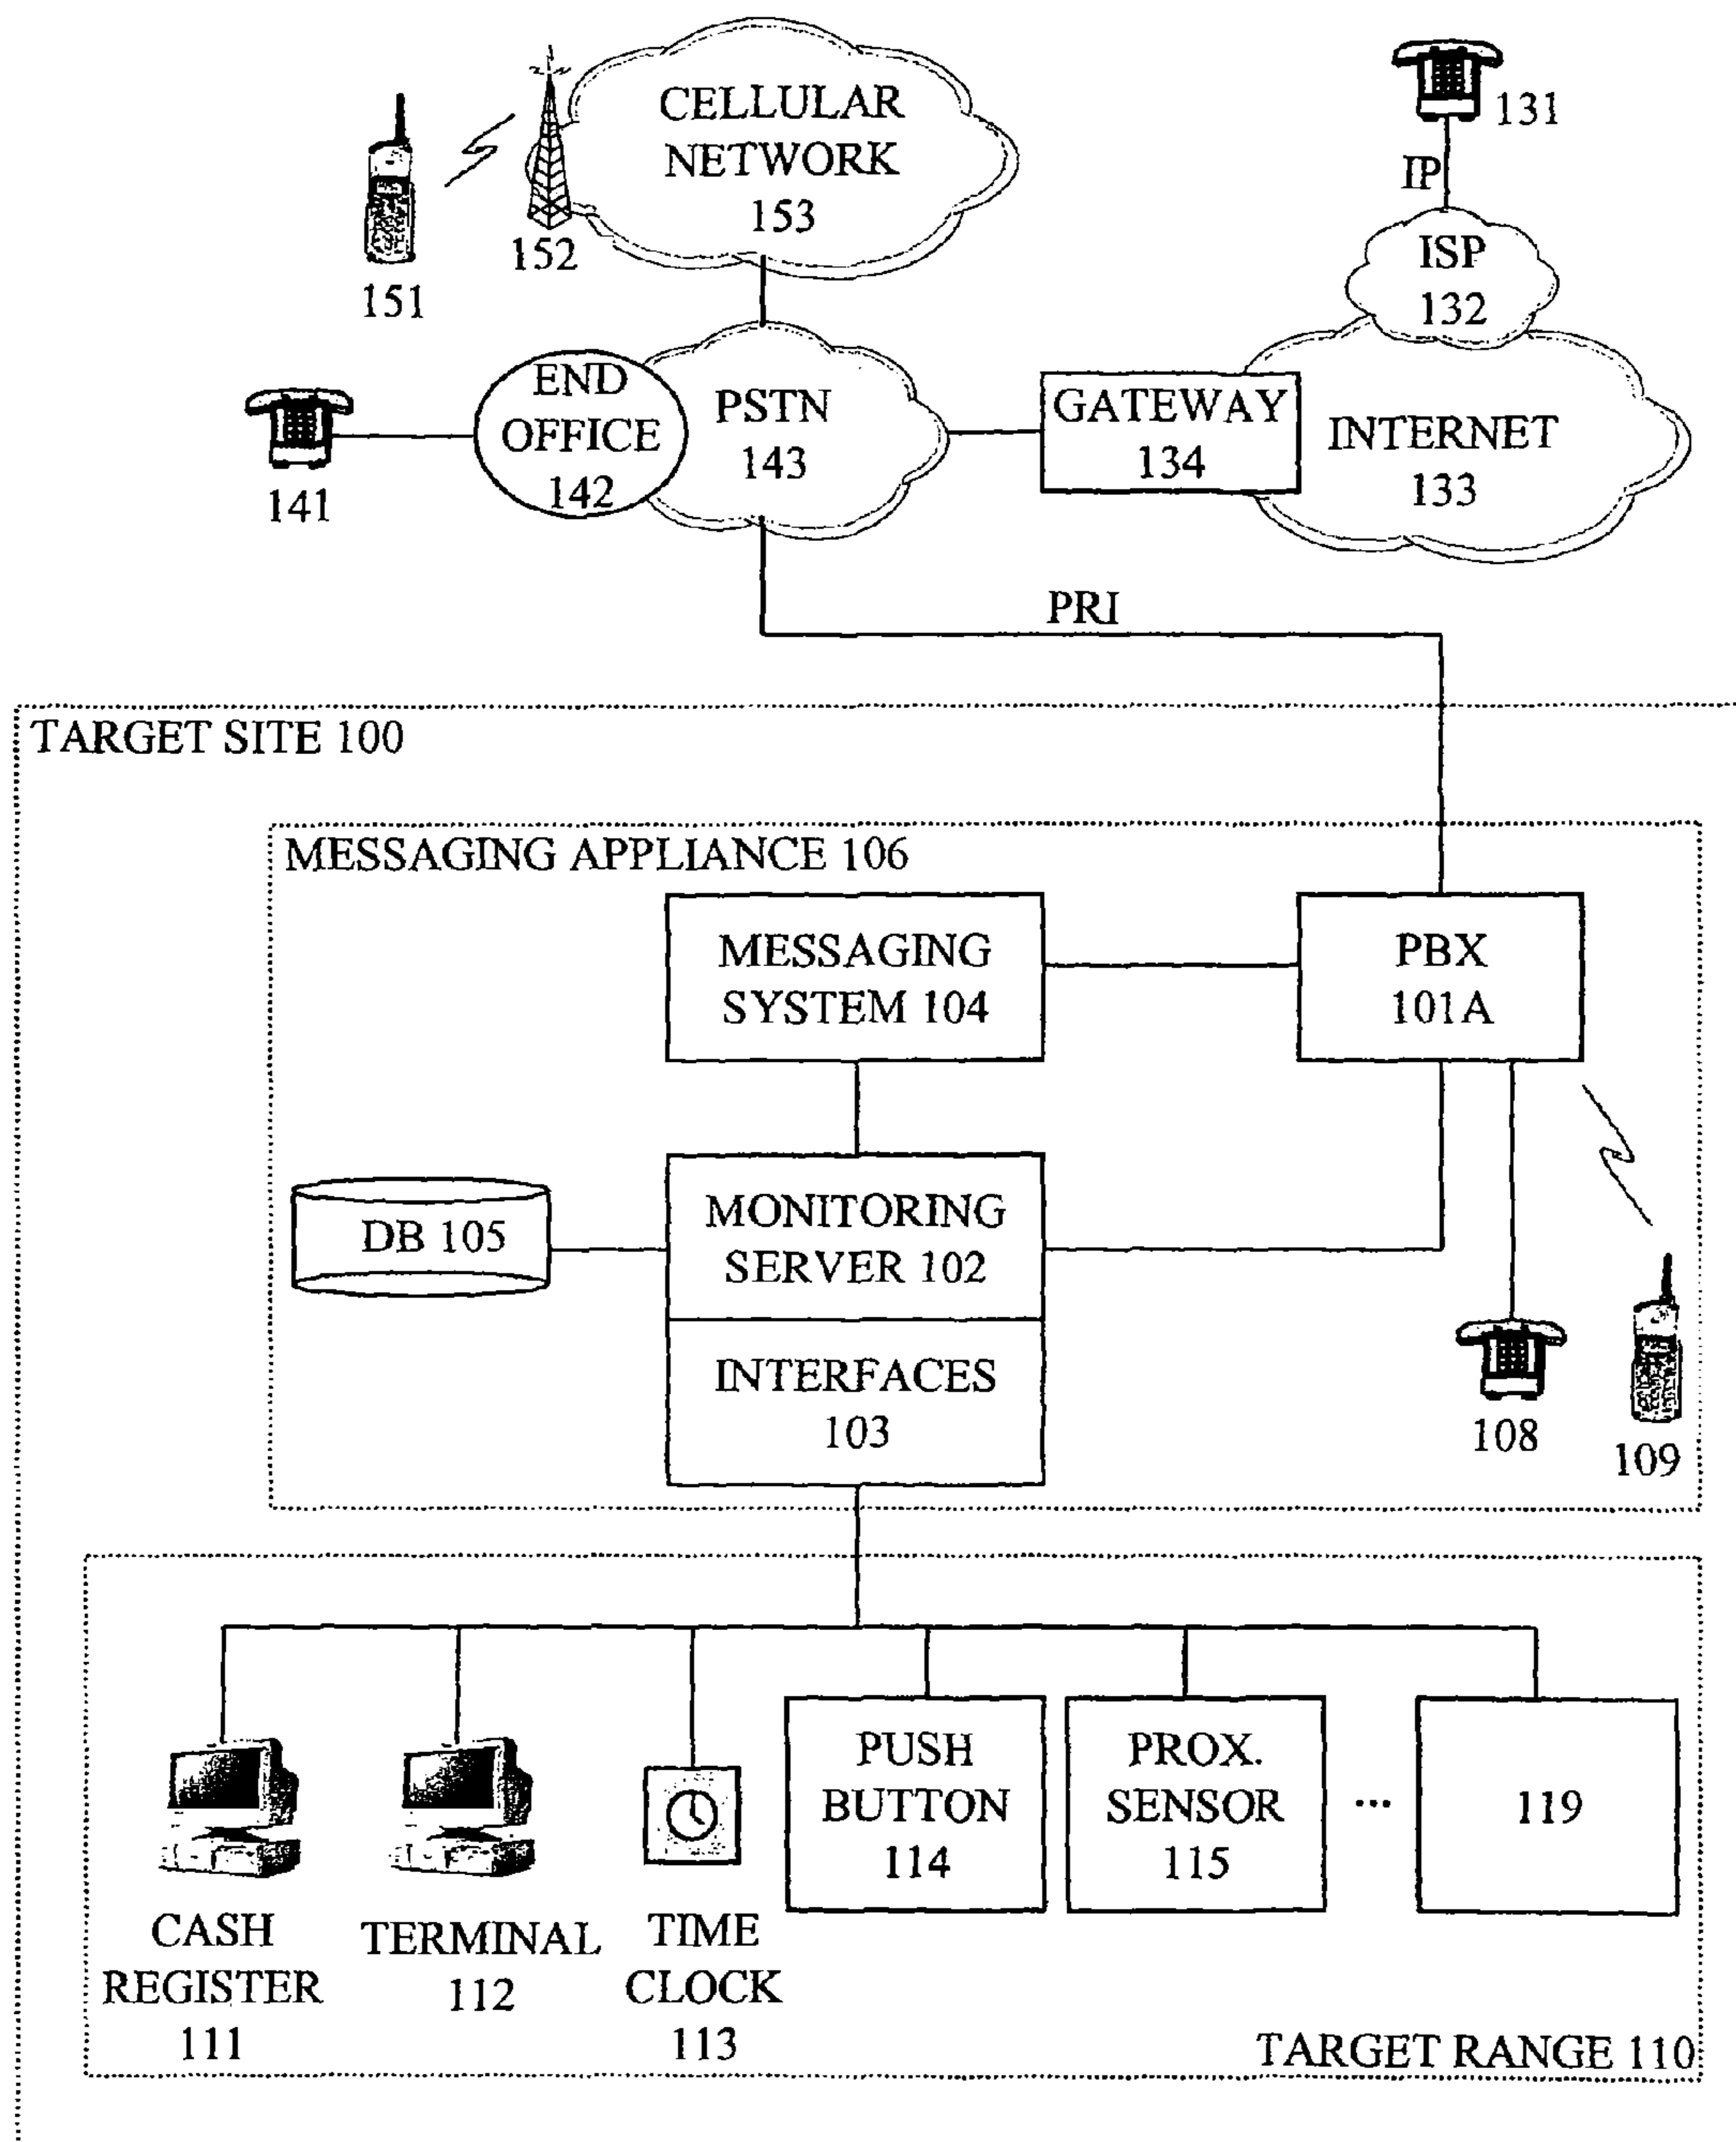 CELLULAR
NETWORK
153
131
IP
152
151
ISP
132
END
OFFICE
142
PSTN
143
GATEWAY
134
INTERNET
133
141
PRI
TARGET SITE 100
MESSAGING APPLIANCE 106
MESSAGING
SYSTEM 104
PBX
101A
DB 105
MONITORING
SERVER 102
INTERFACES
103
108
109
PUSH
BUTTON
114
PROX.
SENSOR
115
...
119
CASH
REGISTER
111
TERMINAL
112
TIME
CLOCK
113
TARGET RANGE 110